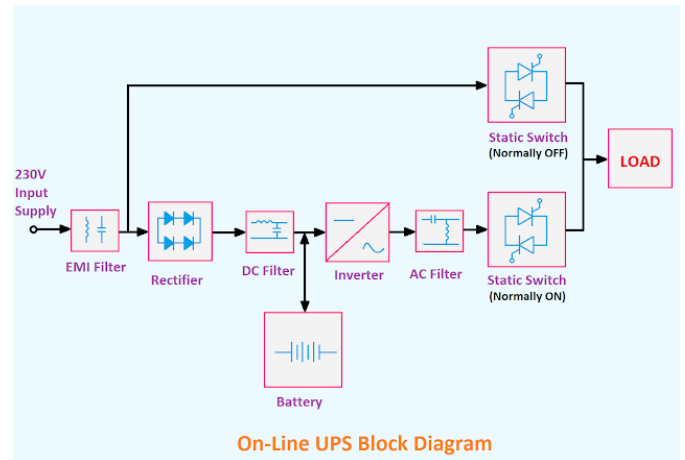 Static Switch
(Normally OFF)
LOAD
230V
Input
Supply
EMI Filter
Rectifier
DC Filter
Inverter
AC Filter
Static Switch
(Normally ON)
Battery
On-Line UPS Block Diagram